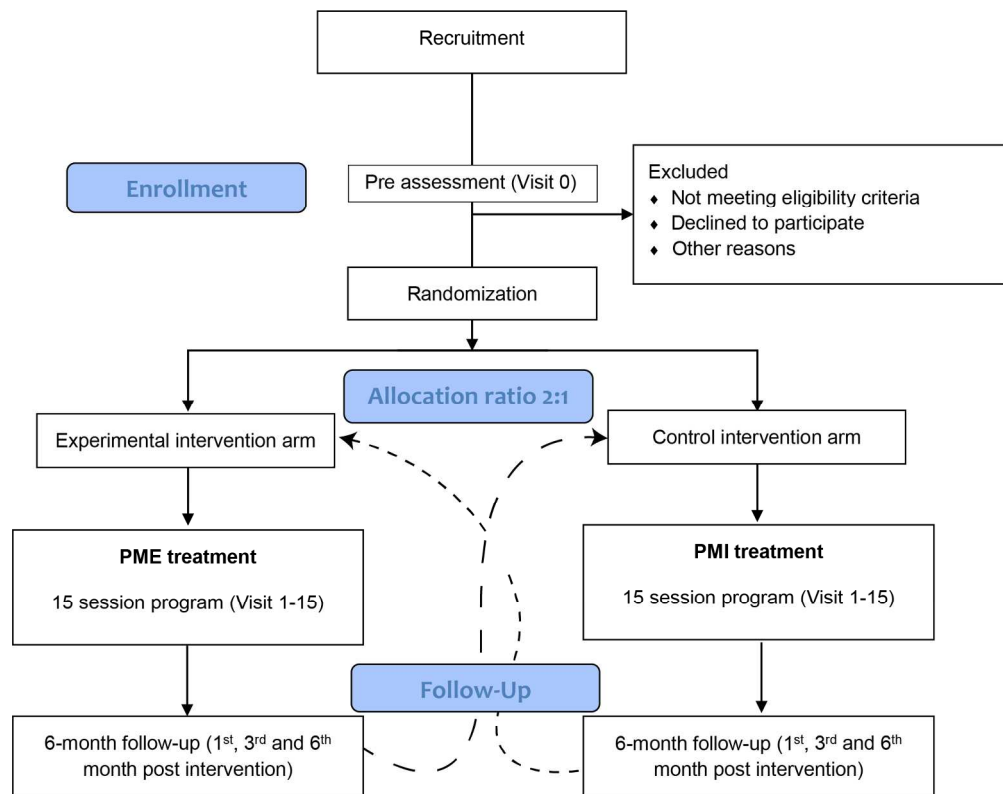 Recruitment
Enrollment
Pre assessment (Visit 0)
Excluded
♦ Not meeting eligibility criteria
♦ Declined to participate
♦ Other reasons
Randomization
Allocation ratio 2:1
Experimental intervention arm
Control intervention arm
PME treatment
15 session program (Visit 1-15)
PMI treatment
15 session program (Visit 1-15)
Follow-Up
6-month follow-up (1st, 3rd and 6th
month post intervention)
6-month follow-up (1st, 3rd and 6th
month post intervention)